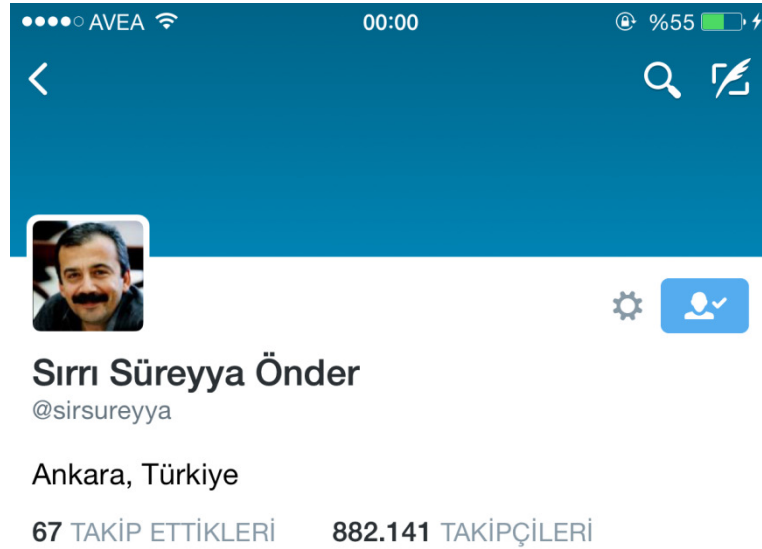 AVEA 00:00 %55
Sırrı Süreyya Önder
@sirsureyya
Ankara, Türkiye
67 TAKİP ETTİKLERİ 882.141 TAKİPÇİLERİ